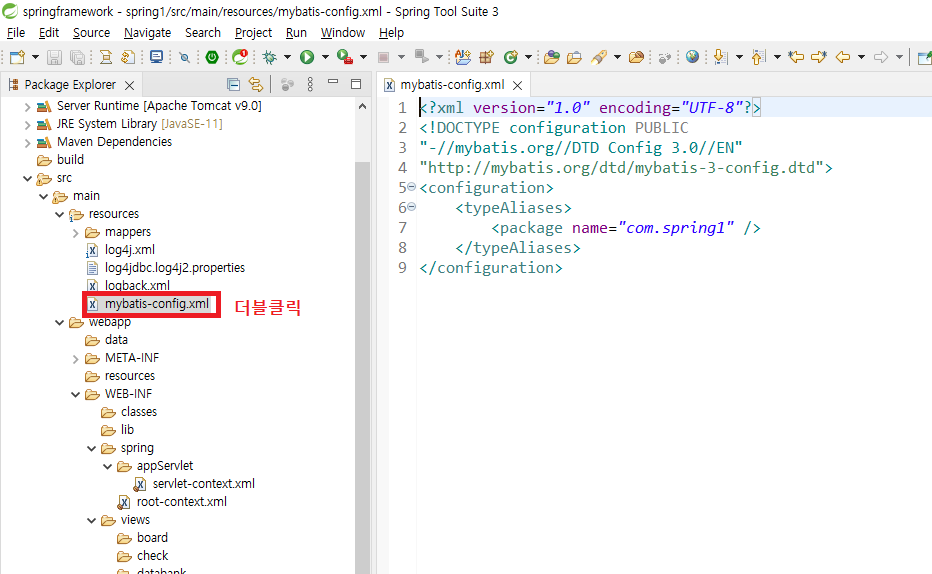 springframework - spring1/src/main/resources/mybatis-config.xml - Spring Tool Suite 3
File Edit Source Navigate Search Project Run Window Help
Package Explorer
Server Runtime [Apache Tomcat v9.0]
JRE System Library [JavaSE-11]
Maven Dependencies
build
src
main
resources
mappers
log4j.xml
log4jdbc.log4j2.properties
logback.xml
mybatis-config.xml 더블클릭
webapp
data
META-INF
resources
WEB-INF
classes
lib
spring
appServlet
servlet-context.xml
root-context.xml
views
board
check
databank
mybatis-config.xml
1 <?xml version="1.0" encoding="UTF-8"?>
2 <!DOCTYPE configuration PUBLIC
3 "-//mybatis.org//DTD Config 3.0//EN"
4 "http://mybatis.org/dtd/mybatis-3-config.dtd">
5 <configuration>
6 <typeAliases>
7 <package name="com.spring1" />
8 </typeAliases>
9 </configuration>